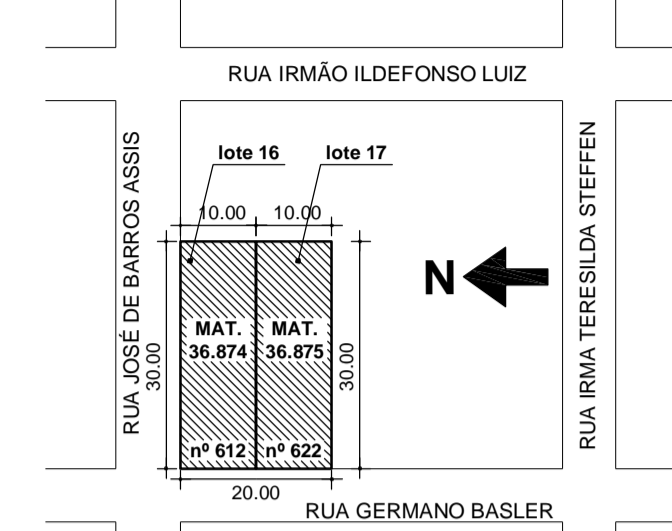 RUA IRMÃO ILDEFONSO LUIZ
RUA JOSÉ DE BARROS ASSIS
RUA IRMA TERESILDA STEFFEN
lote 16
lote 17
10.00
10.00
N
MAT.
36.874
MAT.
36.875
30.00
30.00
nº 612
nº 622
20.00
RUA GERMANO BASLER